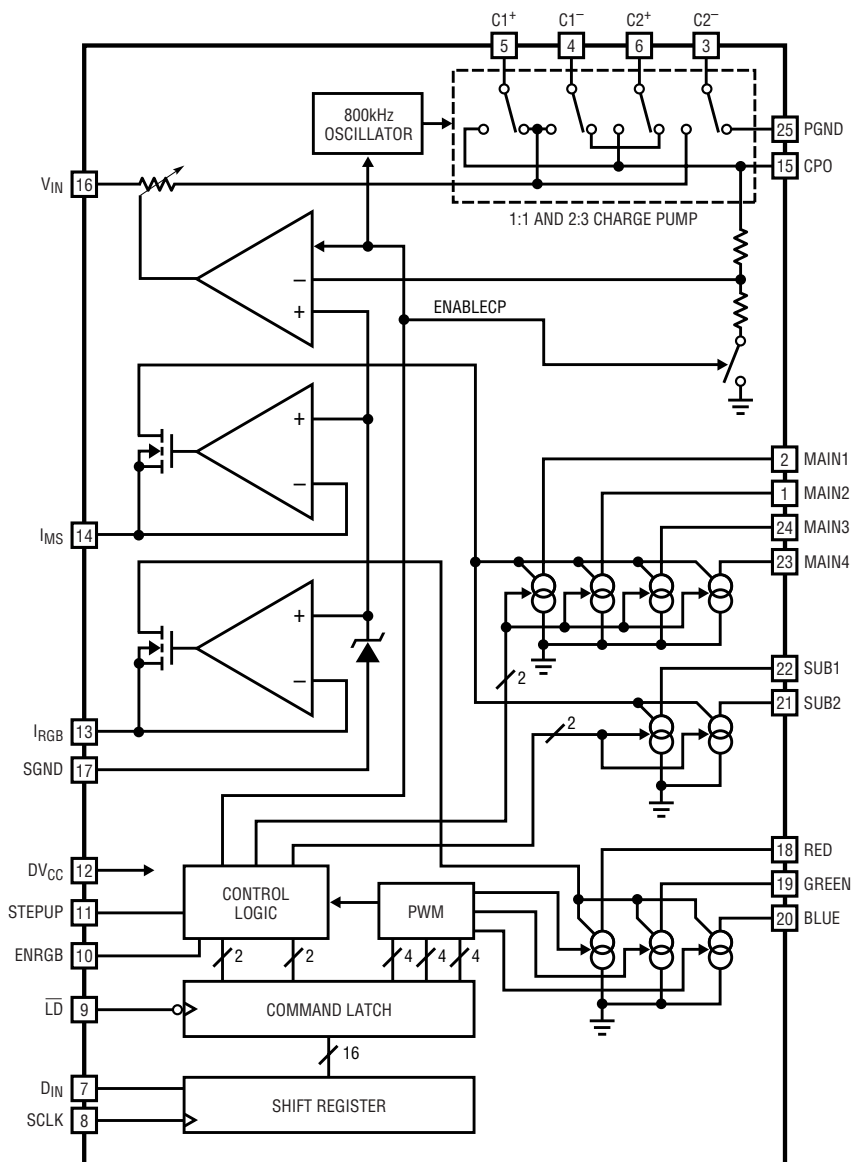 C1+ C1− C2+ C2−
5 4 6 3
800kHz
OSCILLATOR
25 PGND
15 CPO
VIN 16
1:1 AND 2:3 CHARGE PUMP
−
+
ENABLECP
+
−
IMS 14
2 MAIN1
1 MAIN2
24 MAIN3
23 MAIN4
+
−
2
IRGB 13
SGND 17
22 SUB1
21 SUB2
2
DVCC 12
STEPUP 11
ENRGB 10
CONTROL
LOGIC
PWM
18 RED
19 GREEN
20 BLUE
2 2 4 4 4
LD 9
COMMAND LATCH
16
DIN 7
SCLK 8
SHIFT REGISTER